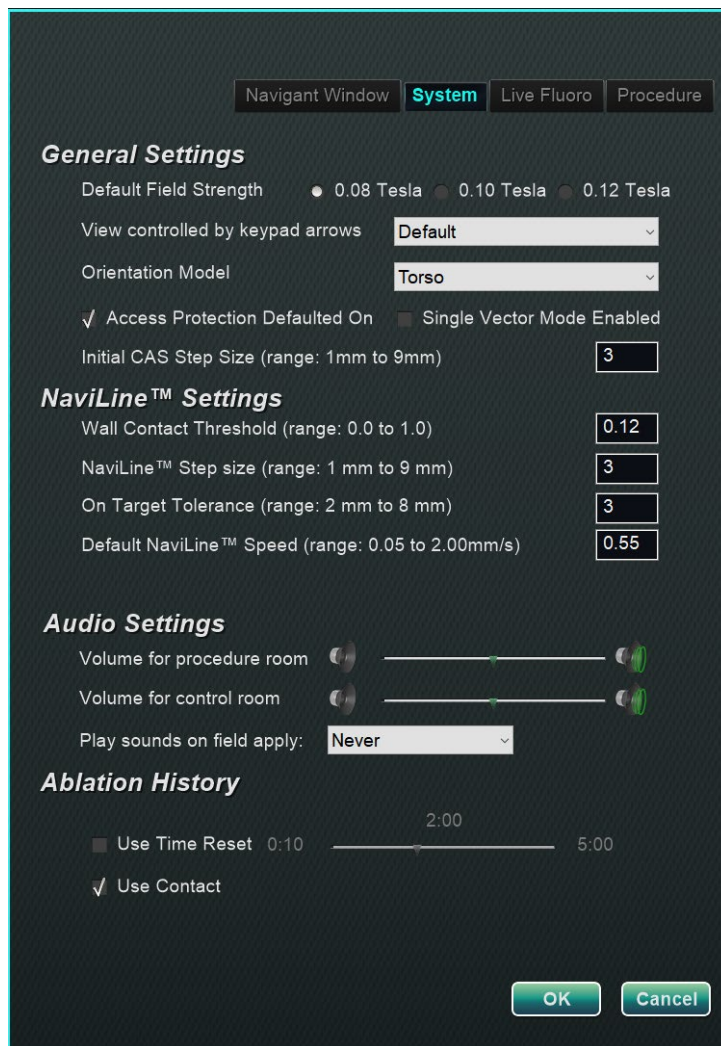 Navigant Window System Live Fluoro Procedure
General Settings
Default Field Strength 0.08 Tesla 0.10 Tesla 0.12 Tesla
View controlled by keypad arrows Default
Orientation Model Torso
Access Protection Defaulted On Single Vector Mode Enabled
Initial CAS Step Size (range: 1mm to 9mm) 3
NaviLine™ Settings
Wall Contact Threshold (range: 0.0 to 1.0) 0.12
NaviLine™ Step size (range: 1 mm to 9 mm) 3
On Target Tolerance (range: 2 mm to 8 mm) 3
Default NaviLine™ Speed (range: 0.05 to 2.00mm/s) 0.55
Audio Settings
Volume for procedure room
Volume for control room
Play sounds on field apply: Never
Ablation History
2:00
Use Time Reset 0:10 5:00
Use Contact
OK Cancel